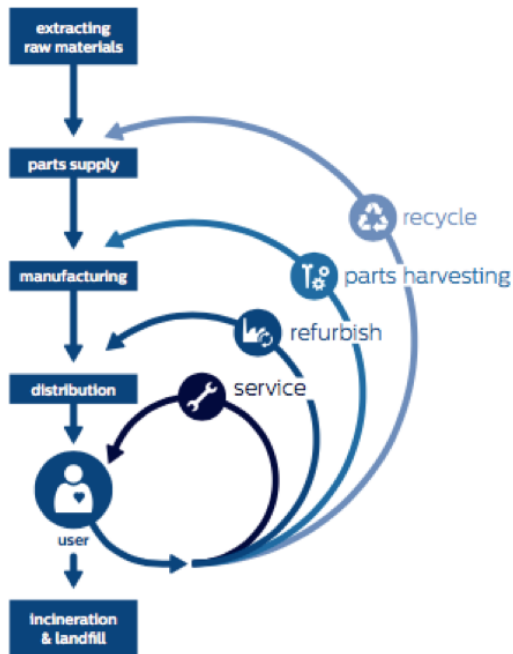 extracting
raw materials
parts supply
recycle
manufacturing
parts harvesting
refurbish
distribution
service
user
incineration
& landfill